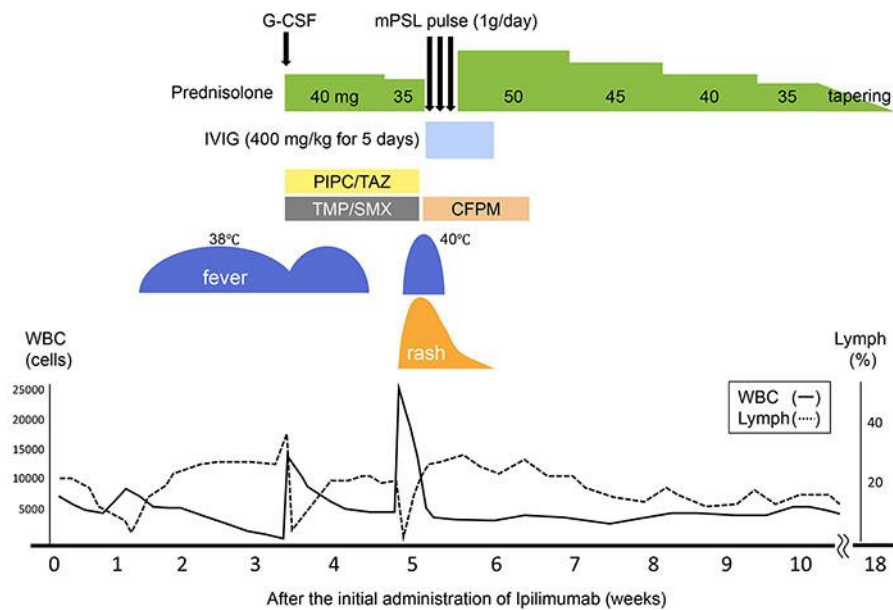 G-CSF
mPSL pulse (1g/day)
Prednisolone
40 mg
35
50
45
40
35
tapering
IVIG (400 mg/kg for 5 days)
PIPC/TAZ
TMP/SMX
CFPM
38℃
40℃
fever
rash
WBC
(cells)
Lymph
(%)
25000
20000
15000
10000
5000
WBC (—)
Lymph(·····)
40
20
0 1 2 3 4 5 6 7 8 9 10 18
After the initial administration of Ipilimumab (weeks)